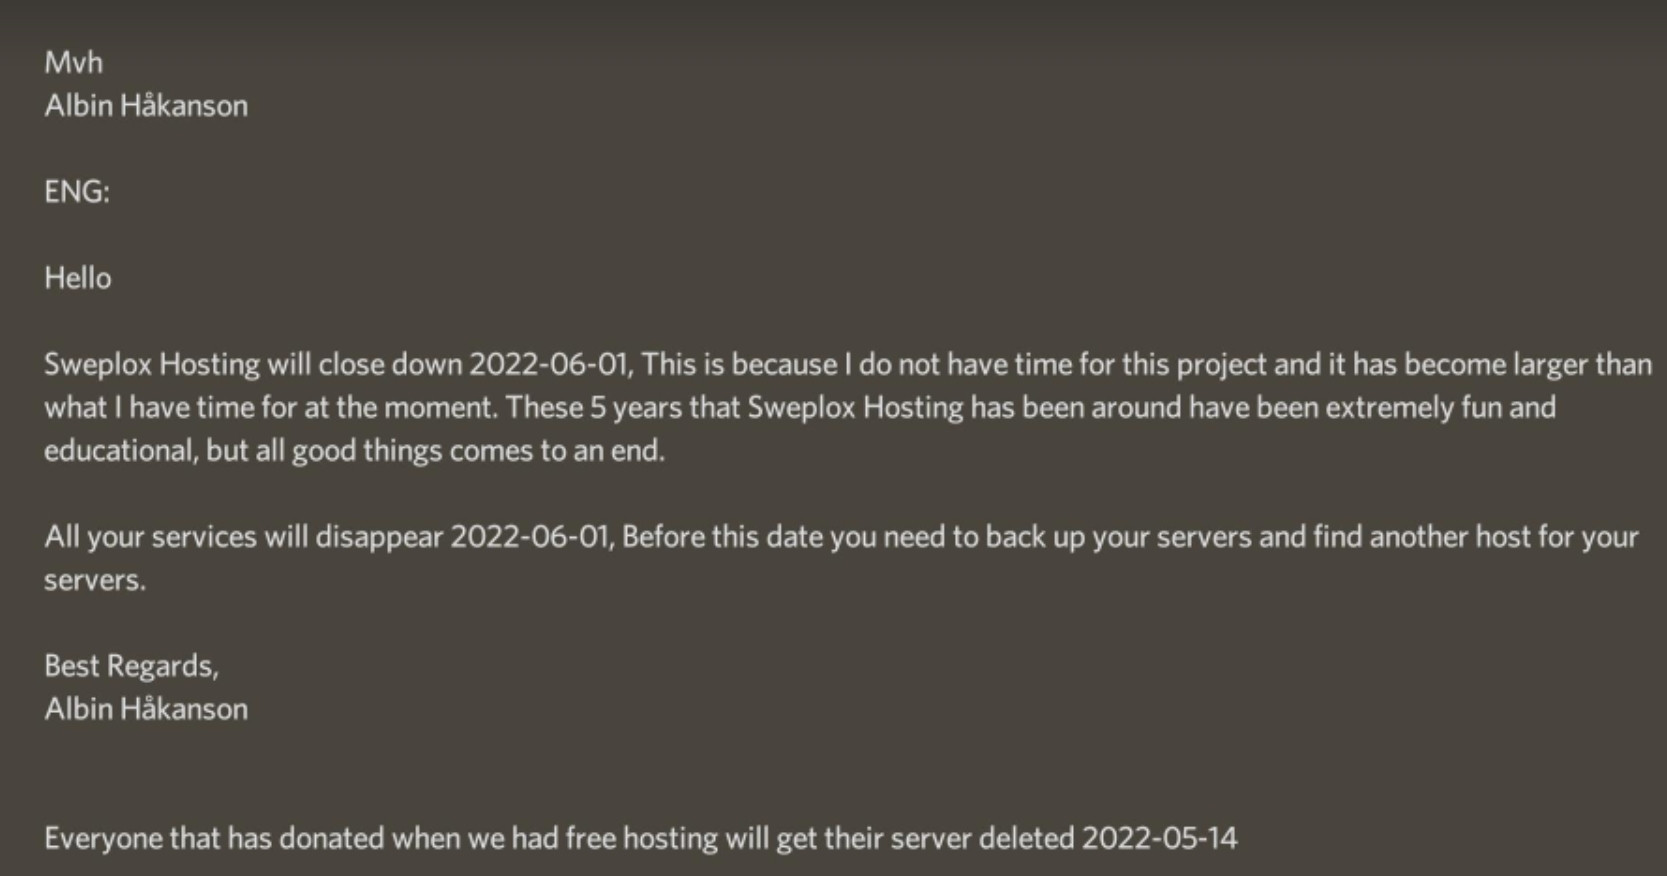 Mvh
Albin Håkanson
ENG:
Hello
Sweplox Hosting will close down 2022-06-01, This is because I do not have time for this project and it has become larger than
what I have time for at the moment. These 5 years that Sweplox Hosting has been around have been extremely fun and
educational, but all good things comes to an end.
All your services will disappear 2022-06-01, Before this date you need to back up your servers and find another host for your
servers.
Best Regards,
Albin Håkanson
Everyone that has donated when we had free hosting will get their server deleted 2022-05-14